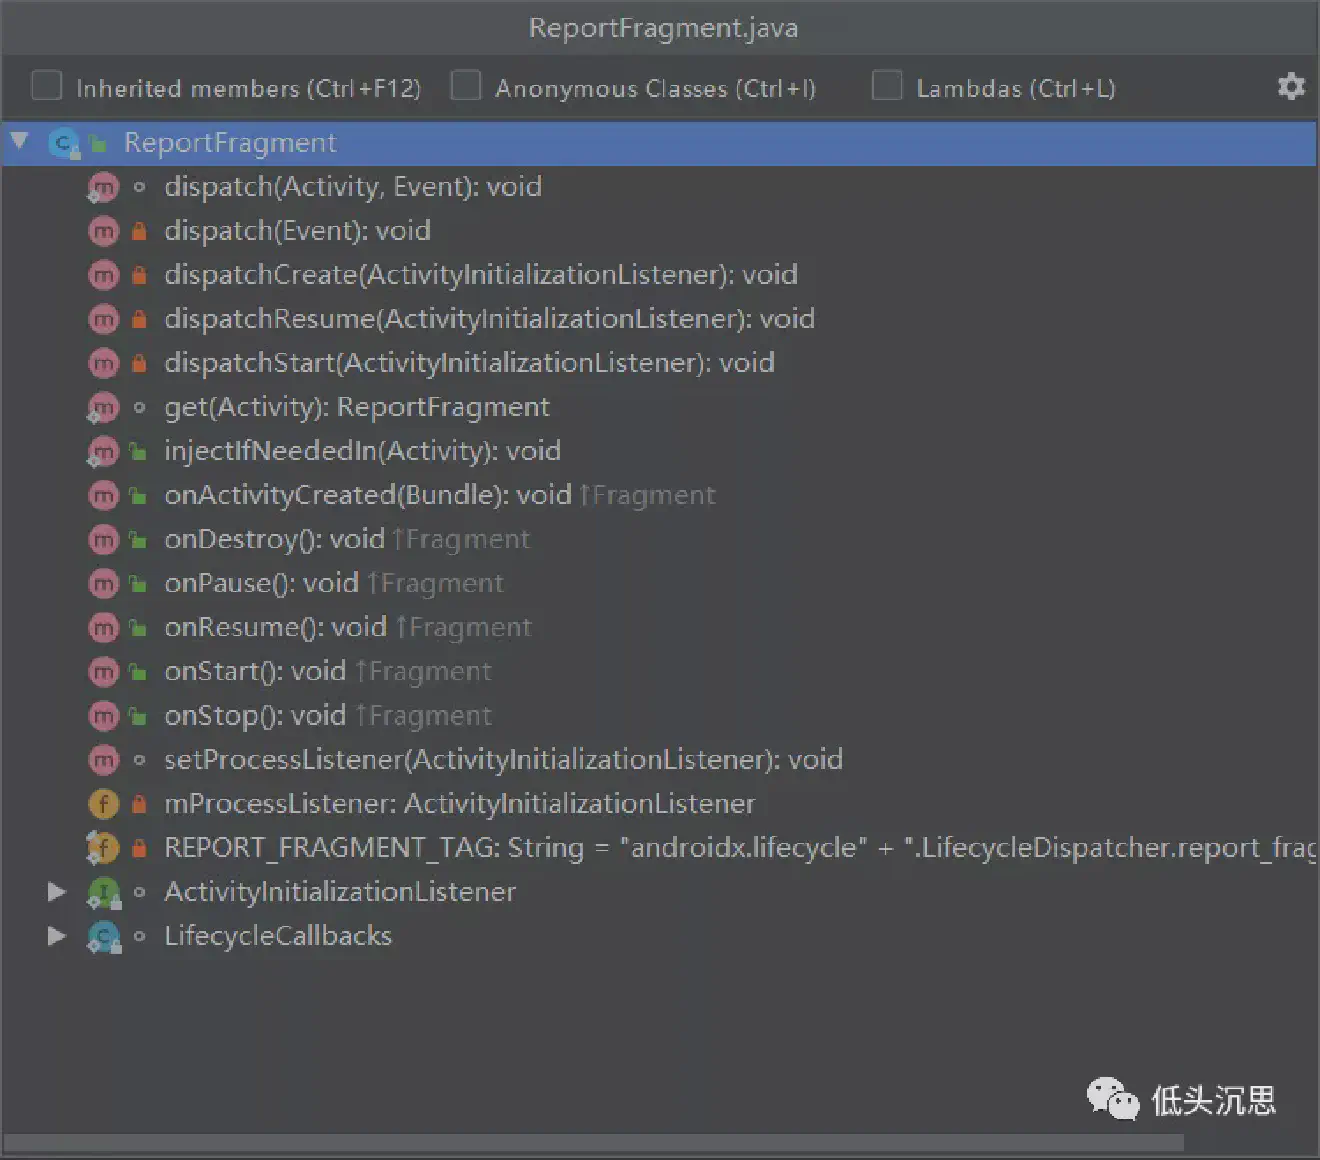 ReportFragment.java
Inherited members (Ctrl+F12) Anonymous Classes (Ctrl+I) Lambdas (Ctrl+L)
ReportFragment
dispatch(Activity, Event): void
dispatch(Event): void
dispatchCreate(ActivityInitializationListener): void
dispatchResume(ActivityInitializationListener): void
dispatchStart(ActivityInitializationListener): void
get(Activity): ReportFragment
injectIfNeededIn(Activity): void
onActivityCreated(Bundle): void ↑Fragment
onDestroy(): void ↑Fragment
onPause(): void ↑Fragment
onResume(): void ↑Fragment
onStart(): void ↑Fragment
onStop(): void ↑Fragment
setProcessListener(ActivityInitializationListener): void
mProcessListener: ActivityInitializationListener
REPORT_FRAGMENT_TAG: String = "androidx.lifecycle" + ".LifecycleDispatcher.report_frag
ActivityInitializationListener
LifecycleCallbacks
低头沉思